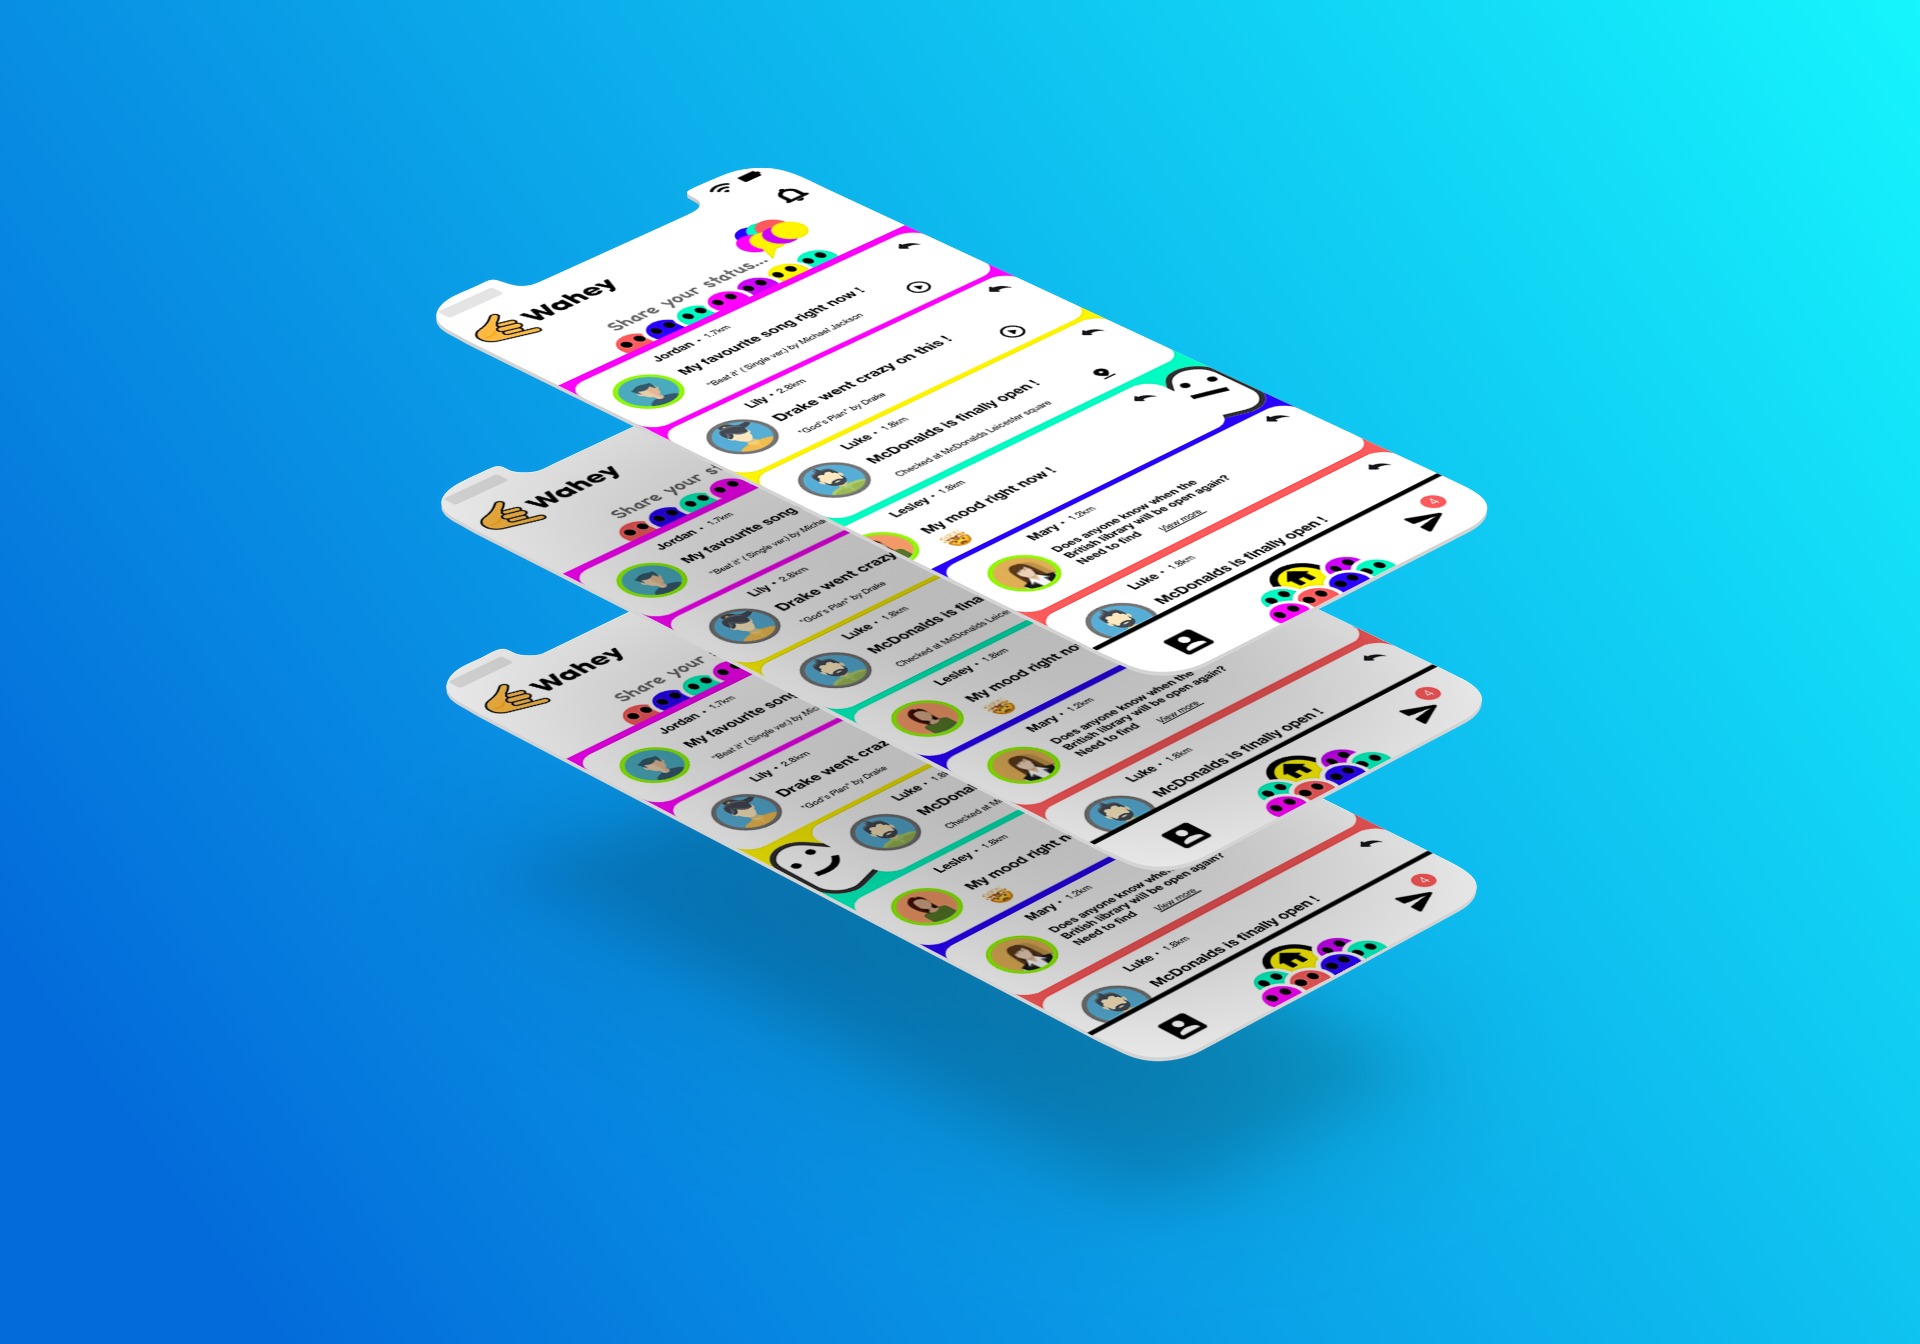 Wahey
Share your status...
Jordan • 1.7km
My favourite song right now !
"Beat it" ( Single ver.) by Michael Jackson
Lily • 2.8km
Drake went crazy on this !
"God's Plan" by Drake
Luke • 1.8km
McDonalds is finally open !
Checked at McDonalds Leicester square
Lesley • 1.8km
My mood right now !
Mary • 1.2km
Does anyone know when the
British library will be open again?
Need to find View more
Luke • 1.8km
McDonalds is finally open !
4
Wahey
Share your st
Jordan • 1.7km
My favourite song
"Beat it" ( Single ver.) by Micha
Lily • 2.8km
Drake went crazy
"God's Plan" by Drake
Luke • 1.8km
McDonalds is fina
Checked at McDonalds Leices
Lesley • 1.8km
My mood right no
Mary • 1.2km
Does anyone know when the
British library will be open again?
Need to find View more
Luke • 1.8km
McDonalds is finally open !
4
Wahey
Share your
Jordan • 1.7km
My favourite song
"Beat it" ( Single ver.) by Mic
Lily • 2.8km
Drake went craz
"God's Plan" by Drake
Luke • 1.8
McDonal
Checked at M
Lesley • 1.8km
My mood right n
Mary • 1.2km
Does anyone know when
British library will be open again?
Need to find View more
Luke • 1.8km
McDonalds is finally open !
4